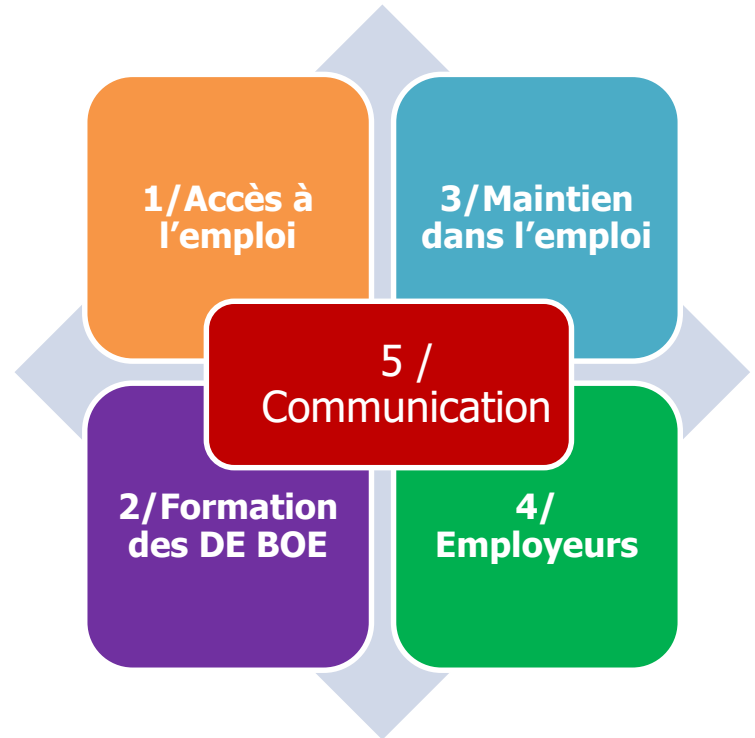 1/Accès à
l’emploi
3/Maintien
dans l’emploi
5 /
Communication
2/Formation
des DE BOE
4/
Employeurs